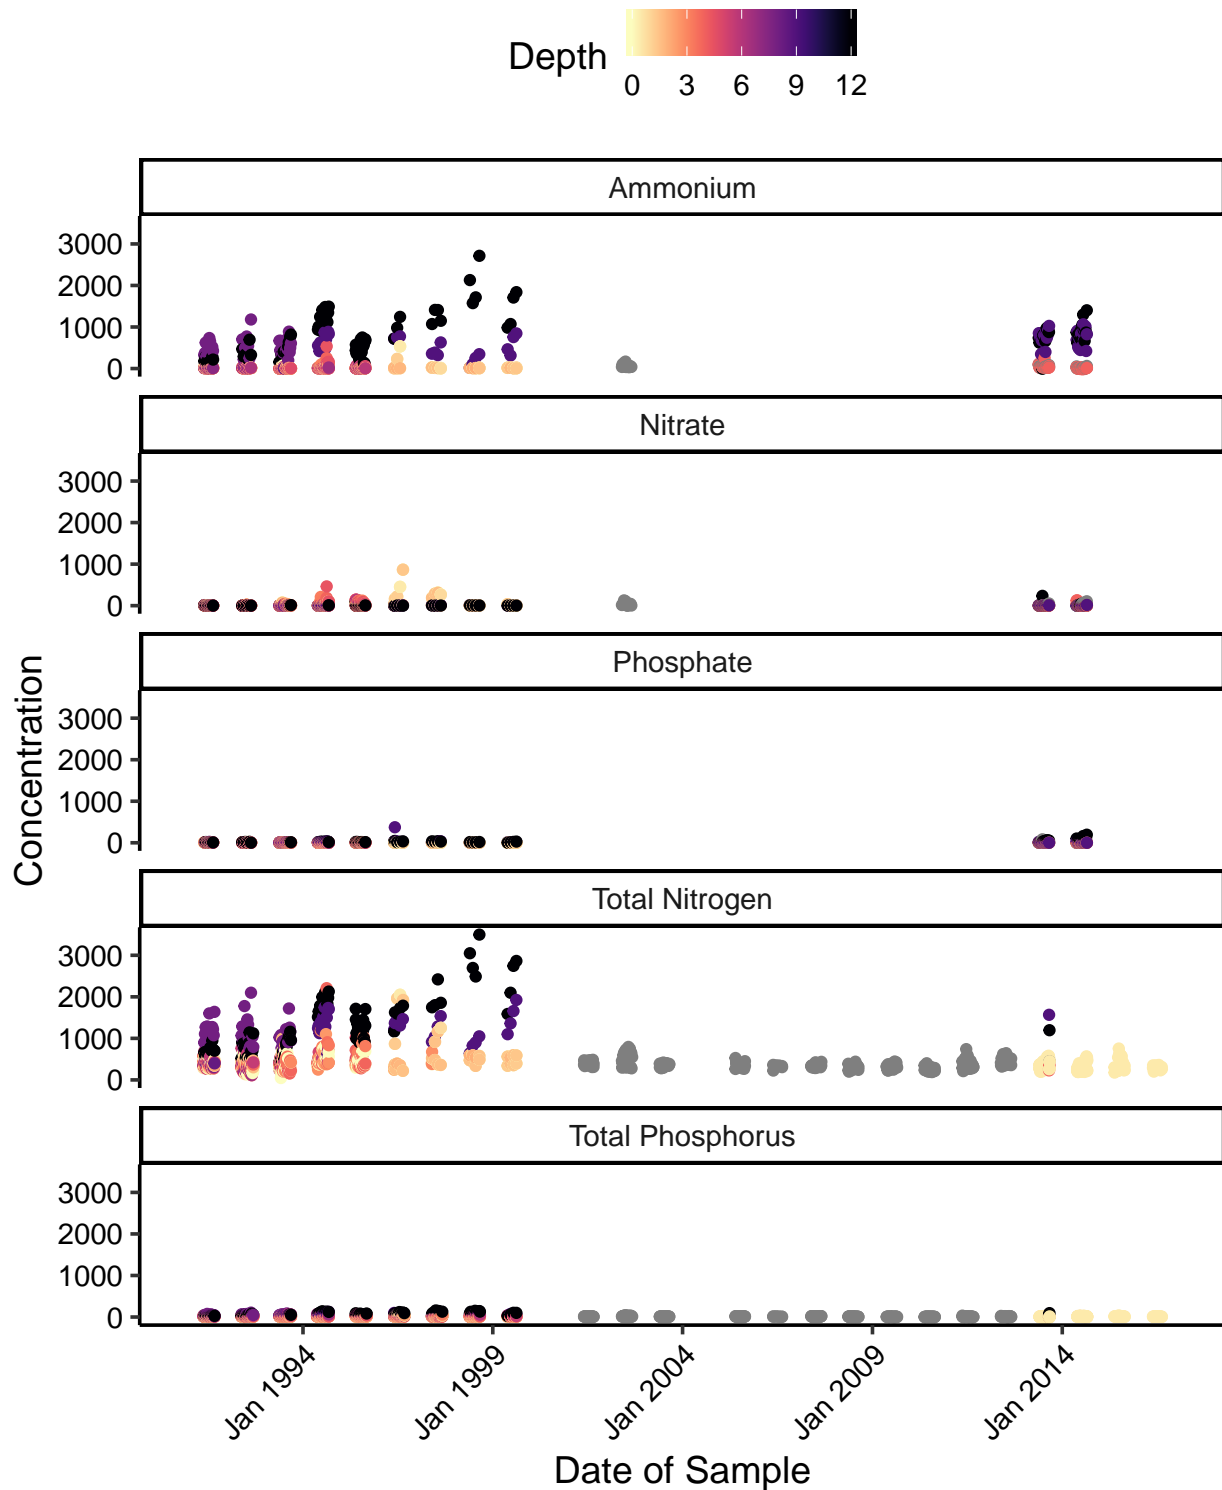 Depth
0 3 6 9 12
Ammonium
3000
2000
1000
0
Nitrate
3000
2000
1000
0
Phosphate
3000
2000
1000
0
Concentration
Total Nitrogen
3000
2000
1000
0
Total Phosphorus
3000
2000
1000
0
Jan 1994 Jan 1999 Jan 2004 Jan 2009 Jan 2014
Date of Sample